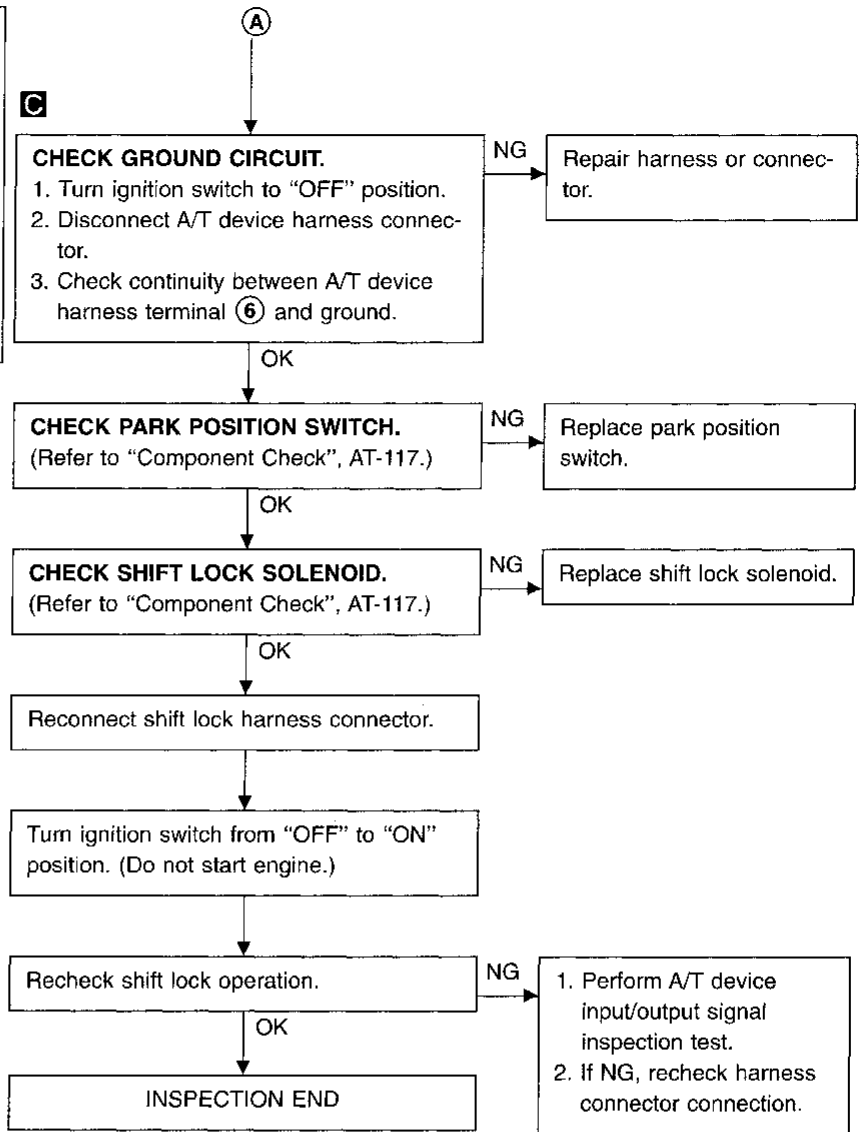 A
C
CHECK GROUND CIRCUIT.
1. Turn ignition switch to "OFF" position.
2. Disconnect A/T device harness connec-
tor.
3. Check continuity between A/T device
harness terminal ⑥ and ground.
NG
Repair harness or connec-
tor.
OK
CHECK PARK POSITION SWITCH.
(Refer to "Component Check", AT-117.)
NG
Replace park position
switch.
OK
CHECK SHIFT LOCK SOLENOID.
(Refer to "Component Check", AT-117.)
NG
Replace shift lock solenoid.
OK
Reconnect shift lock harness connector.
Turn ignition switch from "OFF" to "ON"
position. (Do not start engine.)
Recheck shift lock operation.
NG
1. Perform A/T device
input/output signal
inspection test.
2. If NG, recheck harness
connector connection.
OK
INSPECTION END